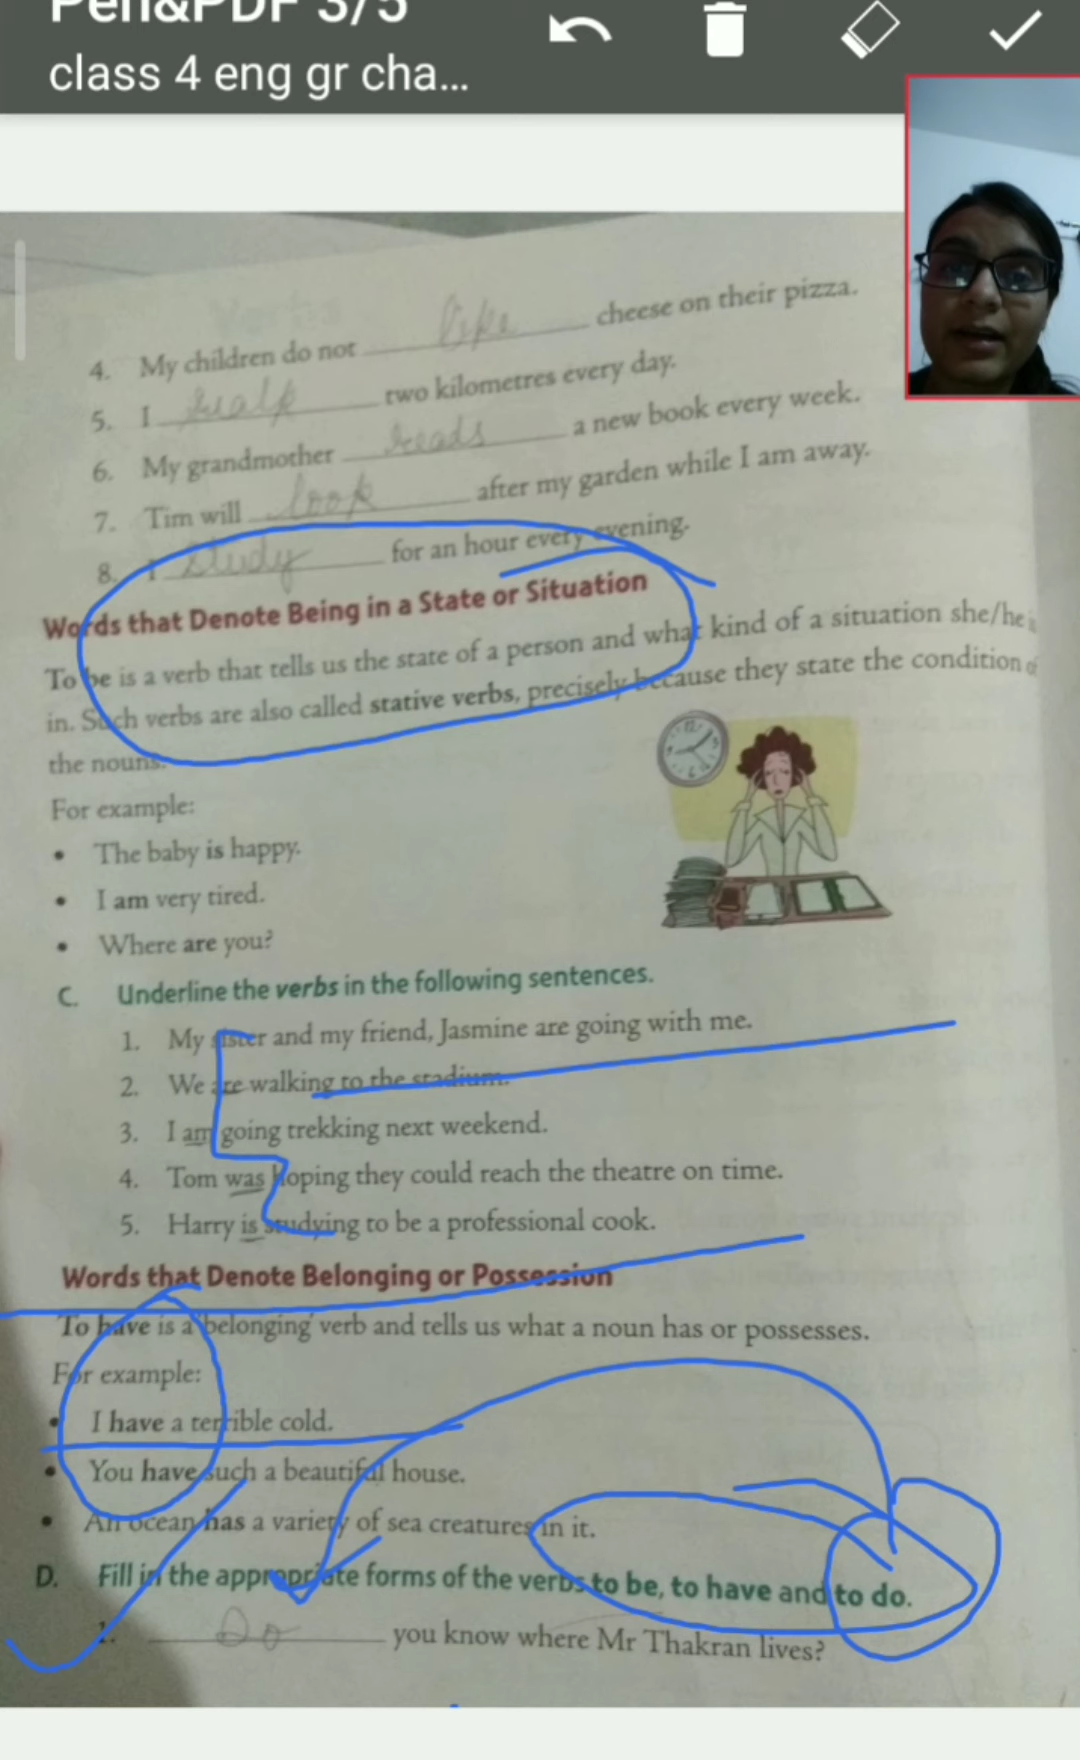 Pen&PDF 3/5
class 4 eng gr cha...
4. My children do not like cheese on their pizza.
5. I walk two kilometres every day.
6. My grandmother reads a new book every week.
7. Tim will look after my garden while I am away.
8. I study for an hour every evening.
Words that Denote Being in a State or Situation
To be is a verb that tells us the state of a person and what kind of a situation she/he
in. Such verbs are also called stative verbs, precisely because they state the condition
the nouns.
For example:
• The baby is happy.
• I am very tired.
• Where are you?
C. Underline the verbs in the following sentences.
1. My sister and my friend, Jasmine are going with me.
2. We are walking to the stadium.
3. I am going trekking next weekend.
4. Tom was hoping they could reach the theatre on time.
5. Harry is studying to be a professional cook.
Words that Denote Belonging or Possession
To have is a 'belonging' verb and tells us what a noun has or possesses.
For example:
• I have a terrible cold.
• You have such a beautiful house.
• An ocean has a variety of sea creatures in it.
D. Fill in the appropriate forms of the verbs to be, to have and to do.
1. Do you know where Mr Thakran lives?